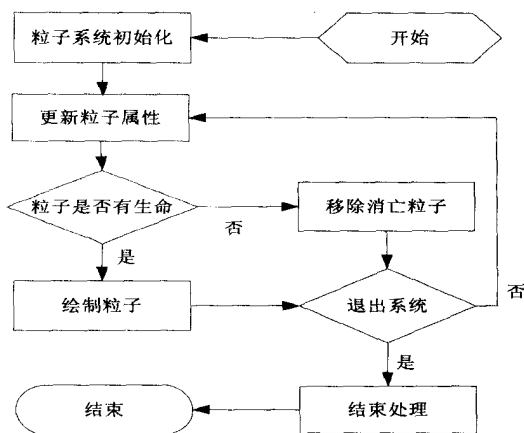 粒子系统初始化
开始
更新粒子属性
粒子是否有生命
否
移除消亡粒子
是
绘制粒子
退出系统
否
是
结束
结束处理